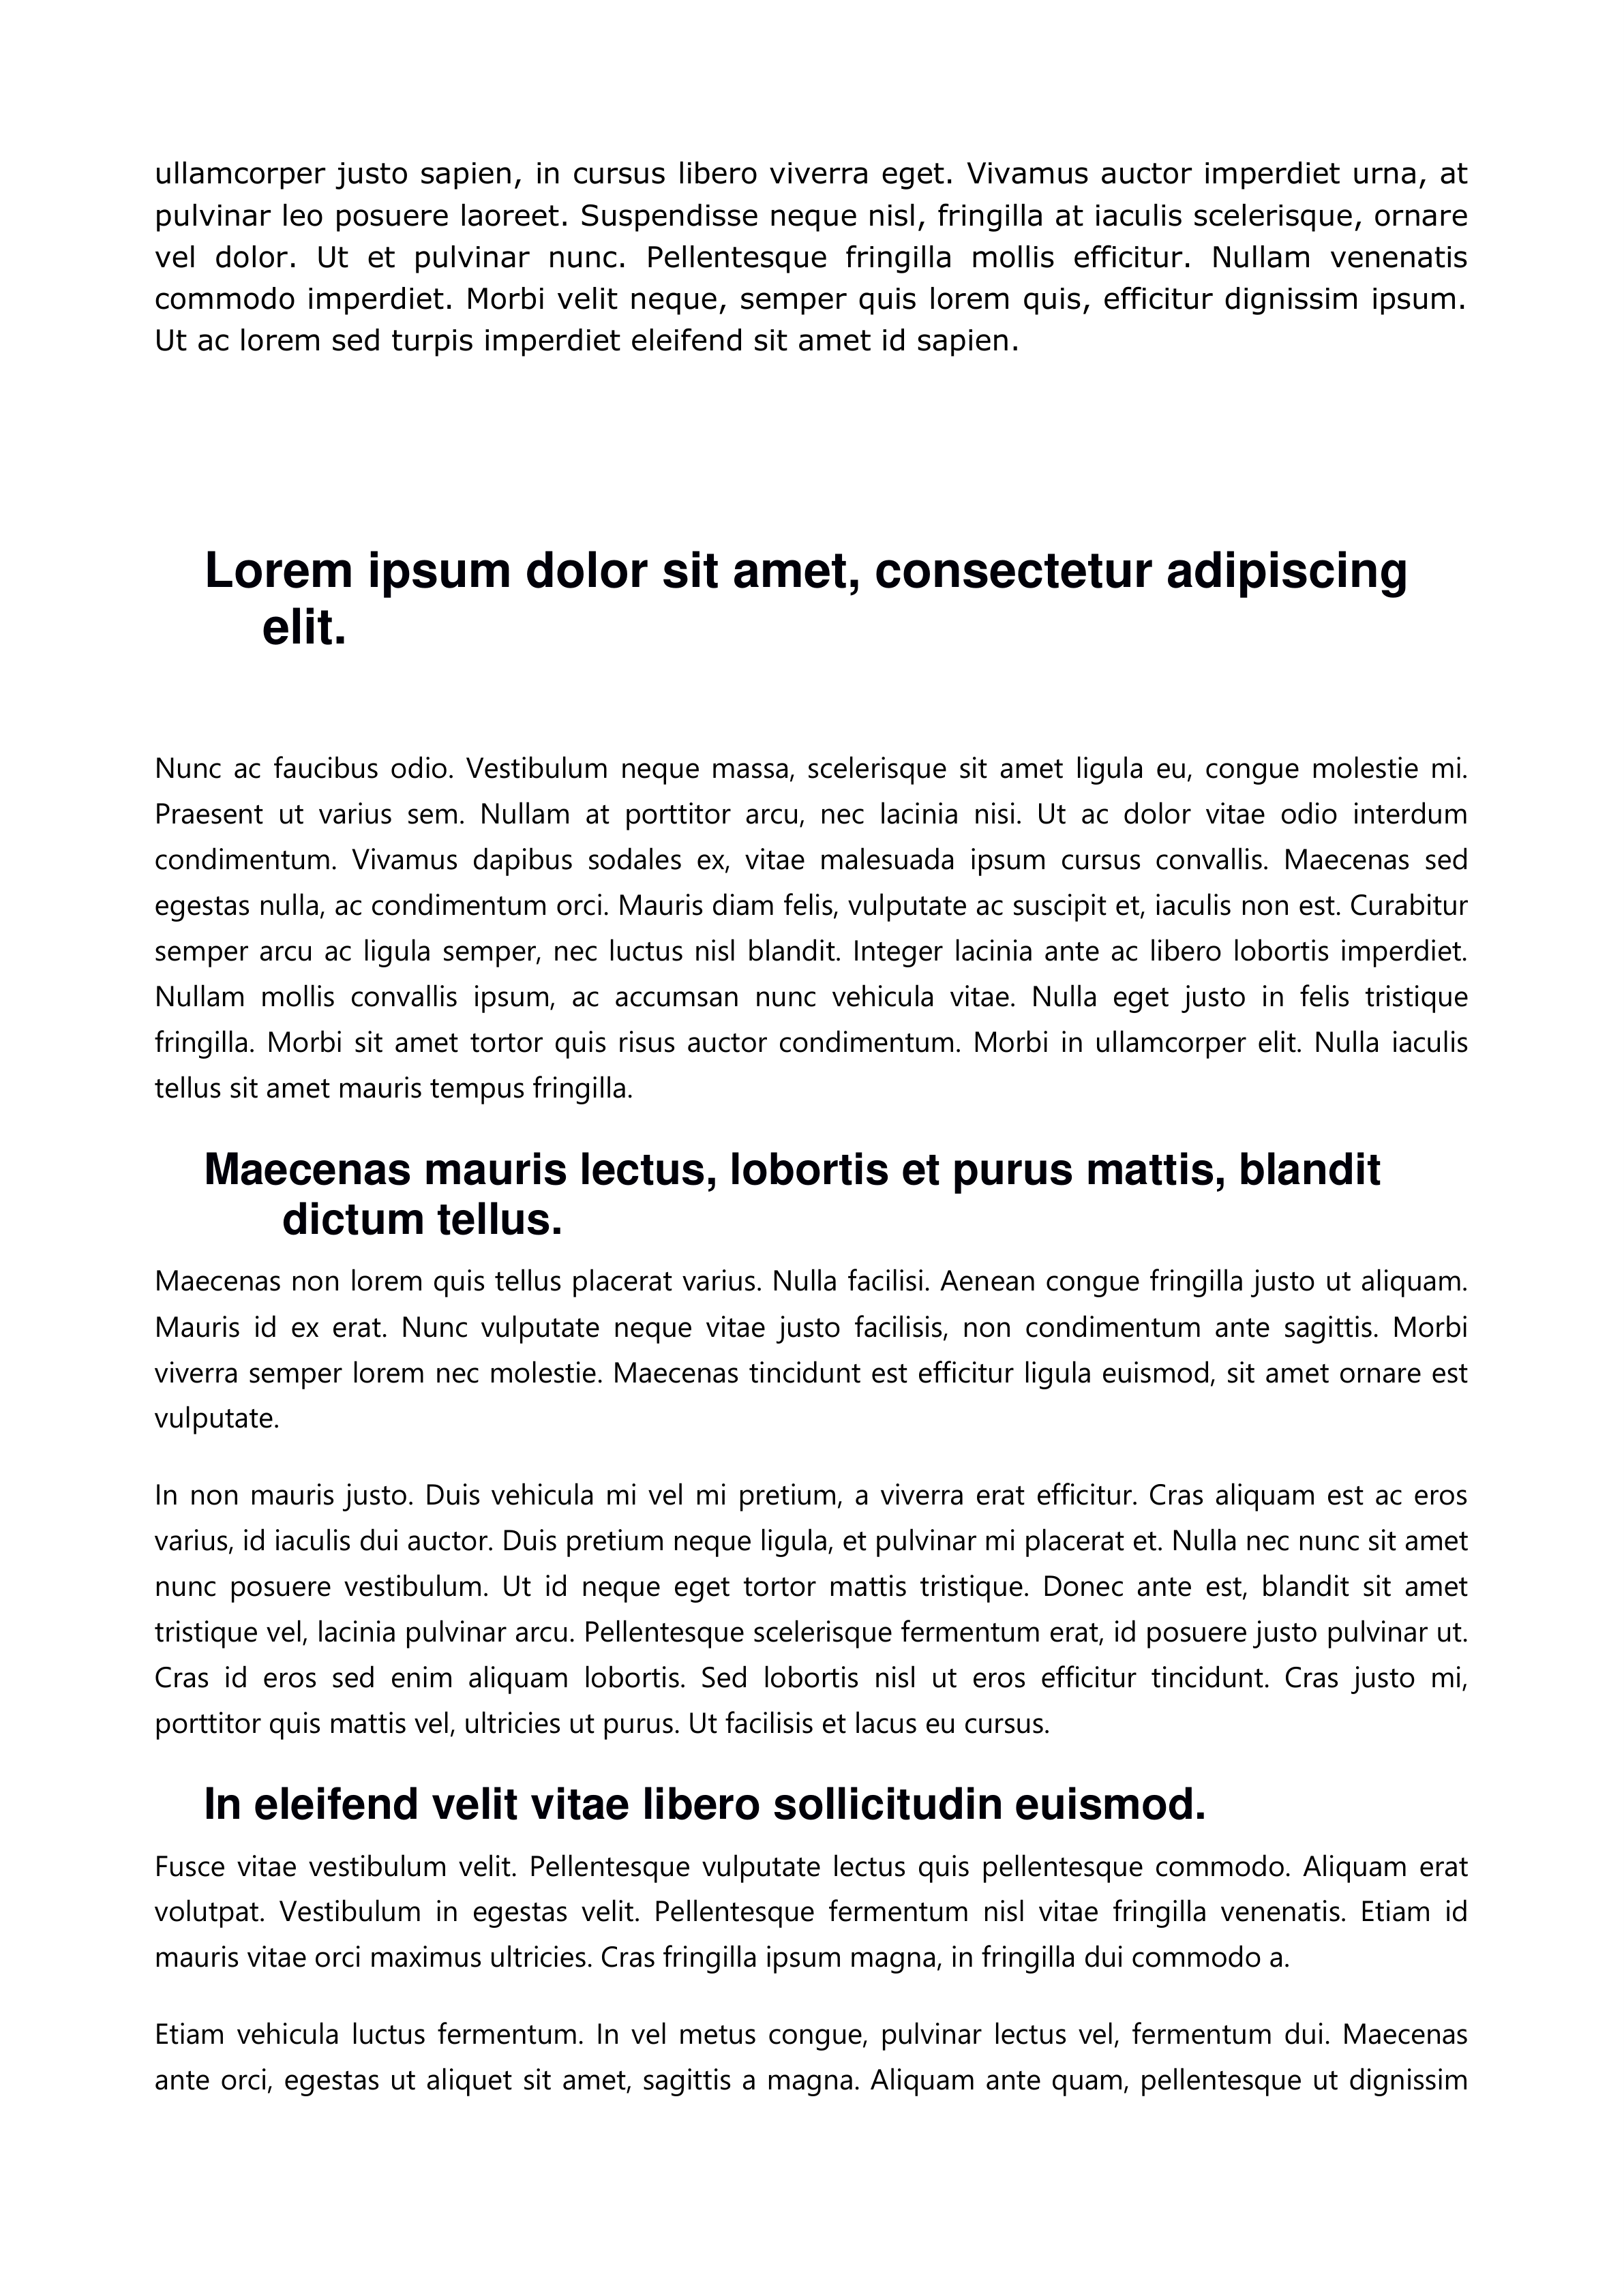 ullamcorper justo sapien, in cursus libero viverra eget. Vivamus auctor imperdiet urna, at
pulvinar leo posuere laoreet. Suspendisse neque nisl, fringilla at iaculis scelerisque, ornare
vel dolor. Ut et pulvinar nunc. Pellentesque fringilla mollis efficitur. Nullam venenatis
commodo imperdiet. Morbi velit neque, semper quis lorem quis, efficitur dignissim ipsum.
Ut ac lorem sed turpis imperdiet eleifend sit amet id sapien.
Lorem ipsum dolor sit amet, consectetur adipiscing
elit.
Nunc ac faucibus odio. Vestibulum neque massa, scelerisque sit amet ligula eu, congue molestie mi.
Praesent ut varius sem. Nullam at porttitor arcu, nec lacinia nisi. Ut ac dolor vitae odio interdum
condimentum. Vivamus dapibus sodales ex, vitae malesuada ipsum cursus convallis. Maecenas sed
egestas nulla, ac condimentum orci. Mauris diam felis, vulputate ac suscipit et, iaculis non est. Curabitur
semper arcu ac ligula semper, nec luctus nisl blandit. Integer lacinia ante ac libero lobortis imperdiet.
Nullam mollis convallis ipsum, ac accumsan nunc vehicula vitae. Nulla eget justo in felis tristique
fringilla. Morbi sit amet tortor quis risus auctor condimentum. Morbi in ullamcorper elit. Nulla iaculis
tellus sit amet mauris tempus fringilla.
Maecenas mauris lectus, lobortis et purus mattis, blandit
dictum tellus.
Maecenas non lorem quis tellus placerat varius. Nulla facilisi. Aenean congue fringilla justo ut aliquam.
Mauris id ex erat. Nunc vulputate neque vitae justo facilisis, non condimentum ante sagittis. Morbi
viverra semper lorem nec molestie. Maecenas tincidunt est efficitur ligula euismod, sit amet ornare est
vulputate.
In non mauris justo. Duis vehicula mi vel mi pretium, a viverra erat efficitur. Cras aliquam est ac eros
varius, id iaculis dui auctor. Duis pretium neque ligula, et pulvinar mi placerat et. Nulla nec nunc sit amet
nunc posuere vestibulum. Ut id neque eget tortor mattis tristique. Donec ante est, blandit sit amet
tristique vel, lacinia pulvinar arcu. Pellentesque scelerisque fermentum erat, id posuere justo pulvinar ut.
Cras id eros sed enim aliquam lobortis. Sed lobortis nisl ut eros efficitur tincidunt. Cras justo mi,
porttitor quis mattis vel, ultricies ut purus. Ut facilisis et lacus eu cursus.
In eleifend velit vitae libero sollicitudin euismod.
Fusce vitae vestibulum velit. Pellentesque vulputate lectus quis pellentesque commodo. Aliquam erat
volutpat. Vestibulum in egestas velit. Pellentesque fermentum nisl vitae fringilla venenatis. Etiam id
mauris vitae orci maximus ultricies. Cras fringilla ipsum magna, in fringilla dui commodo a.
Etiam vehicula luctus fermentum. In vel metus congue, pulvinar lectus vel, fermentum dui. Maecenas
ante orci, egestas ut aliquet sit amet, sagittis a magna. Aliquam ante quam, pellentesque ut dignissim